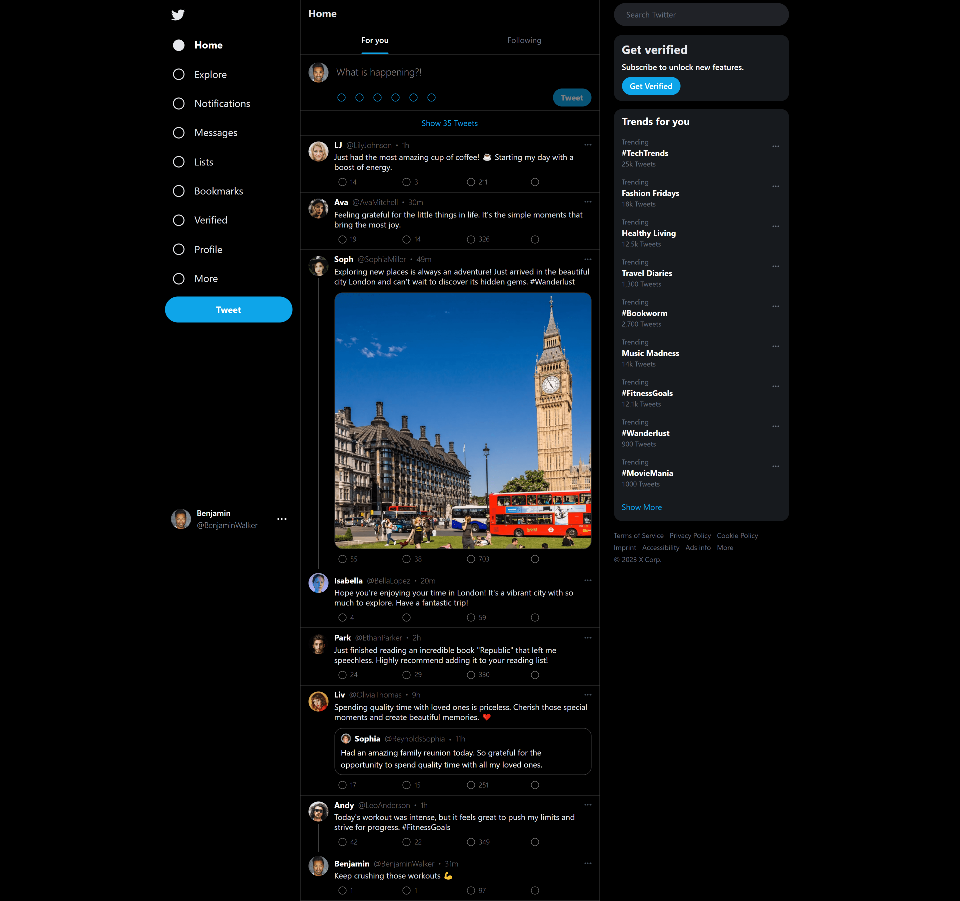 Home
Explore
Notifications
Messages
Lists
Bookmarks
Verified
Profile
More
Tweet
Benjamin
@BenjaminWalker
Home
For you
Following
What is happening?!
Tweet
Show 35 Tweets
LJ @LilyJohnson • 1h
Just had the most amazing cup of coffee! ☕ Starting my day with a
boost of energy.
14 3 211
Ava @AvaMitchell • 30m
Feeling grateful for the little things in life. It's the simple moments that
bring the most joy.
19 14 326
Soph @SophiaMiller • 49m
Exploring new places is always an adventure! Just arrived in the beautiful
city London and can't wait to discover its hidden gems. #Wanderlust
55 38 703
Isabella @BellaLopez • 20m
Hope you're enjoying your time in London! It's a vibrant city with so
much to explore. Have a fantastic trip!
4 59
Park @EthanParker • 2h
Just finished reading an incredible book "Republic" that left me
speechless. Highly recommend adding it to your reading list!
24 29 330
Liv @OliviaThomas • 9h
Spending quality time with loved ones is priceless. Cherish those special
moments and create beautiful memories. ❤️
Sophia @ReynoldsSophia • 11h
Had an amazing family reunion today. So grateful for the
opportunity to spend quality time with all my loved ones.
17 15 251
Andy @LeoAnderson • 1h
Today's workout was intense, but it feels great to push my limits and
strive for progress. #FitnessGoals
42 22 349
Benjamin @BenjaminWalker • 31m
Keep crushing those workouts 💪
1 1 97
Search Twitter
Get verified
Subscribe to unlock new features.
Get Verified
Trends for you
Trending
#TechTrends
25k Tweets
Trending
Fashion Fridays
18k Tweets
Trending
Healthy Living
12.5k Tweets
Trending
Travel Diaries
1,300 Tweets
Trending
#Bookworm
2,700 Tweets
Trending
Music Madness
14k Tweets
Trending
#FitnessGoals
12.1k Tweets
Trending
#Wanderlust
900 Tweets
Trending
#MovieMania
1000 Tweets
Show More
Terms of Service Privacy Policy Cookie Policy
Imprint Accessibility Ads Info More
© 2023 X Corp.